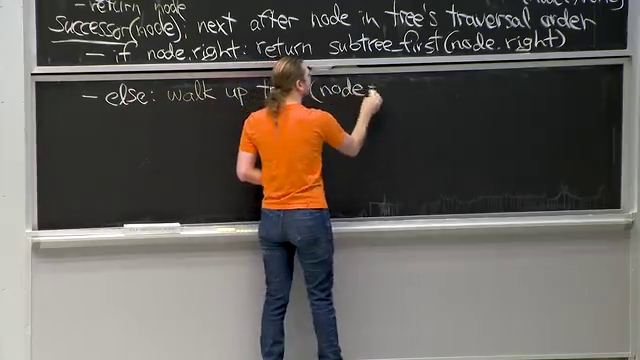 - return node
Successor(node): next after node in tree's traversal order
- if node.right: return subtree_first(node.right)
- else: walk up (node =